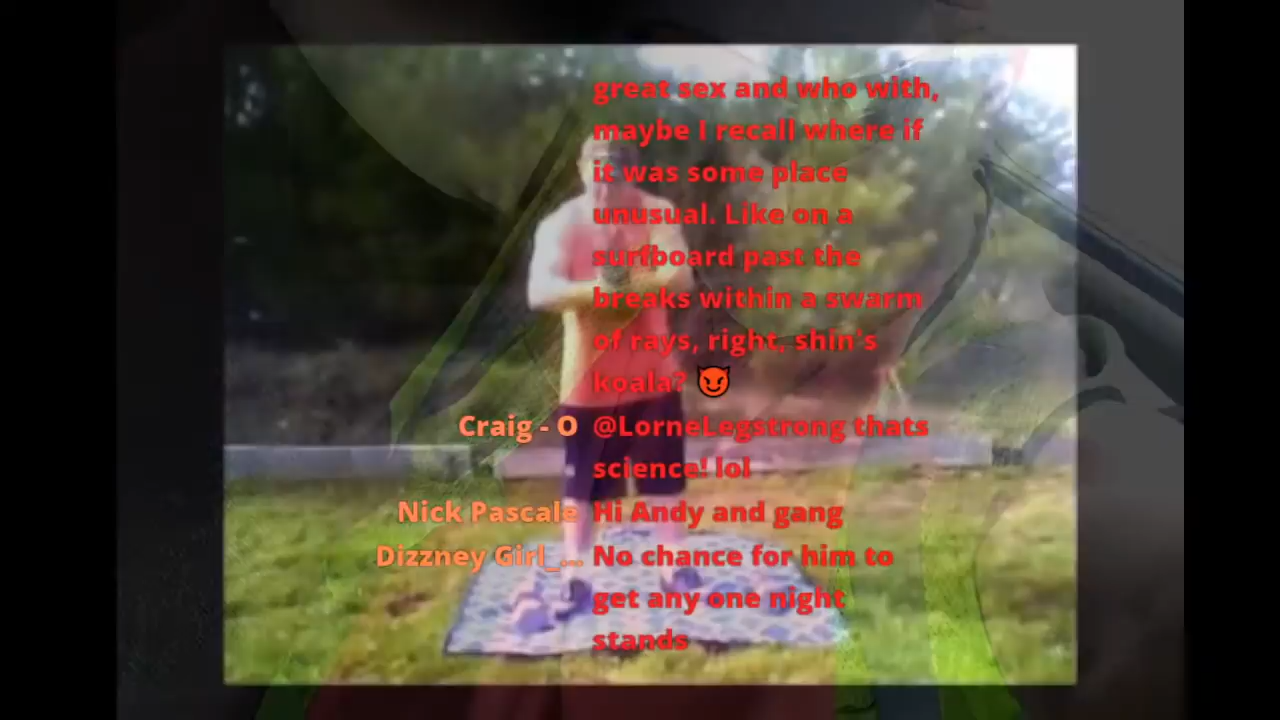 great sex and who with,
maybe I recall where if
it was some place
unusual. Like on a
surfboard past the
breaks within a swarm
of rays, right, shin's
koala? 😈
Craig - O @LorneLegstrong thats
science! lol
Nick Pascale Hi Andy and gang
Dizzney Girl_... No chance for him to
get any one night
stands